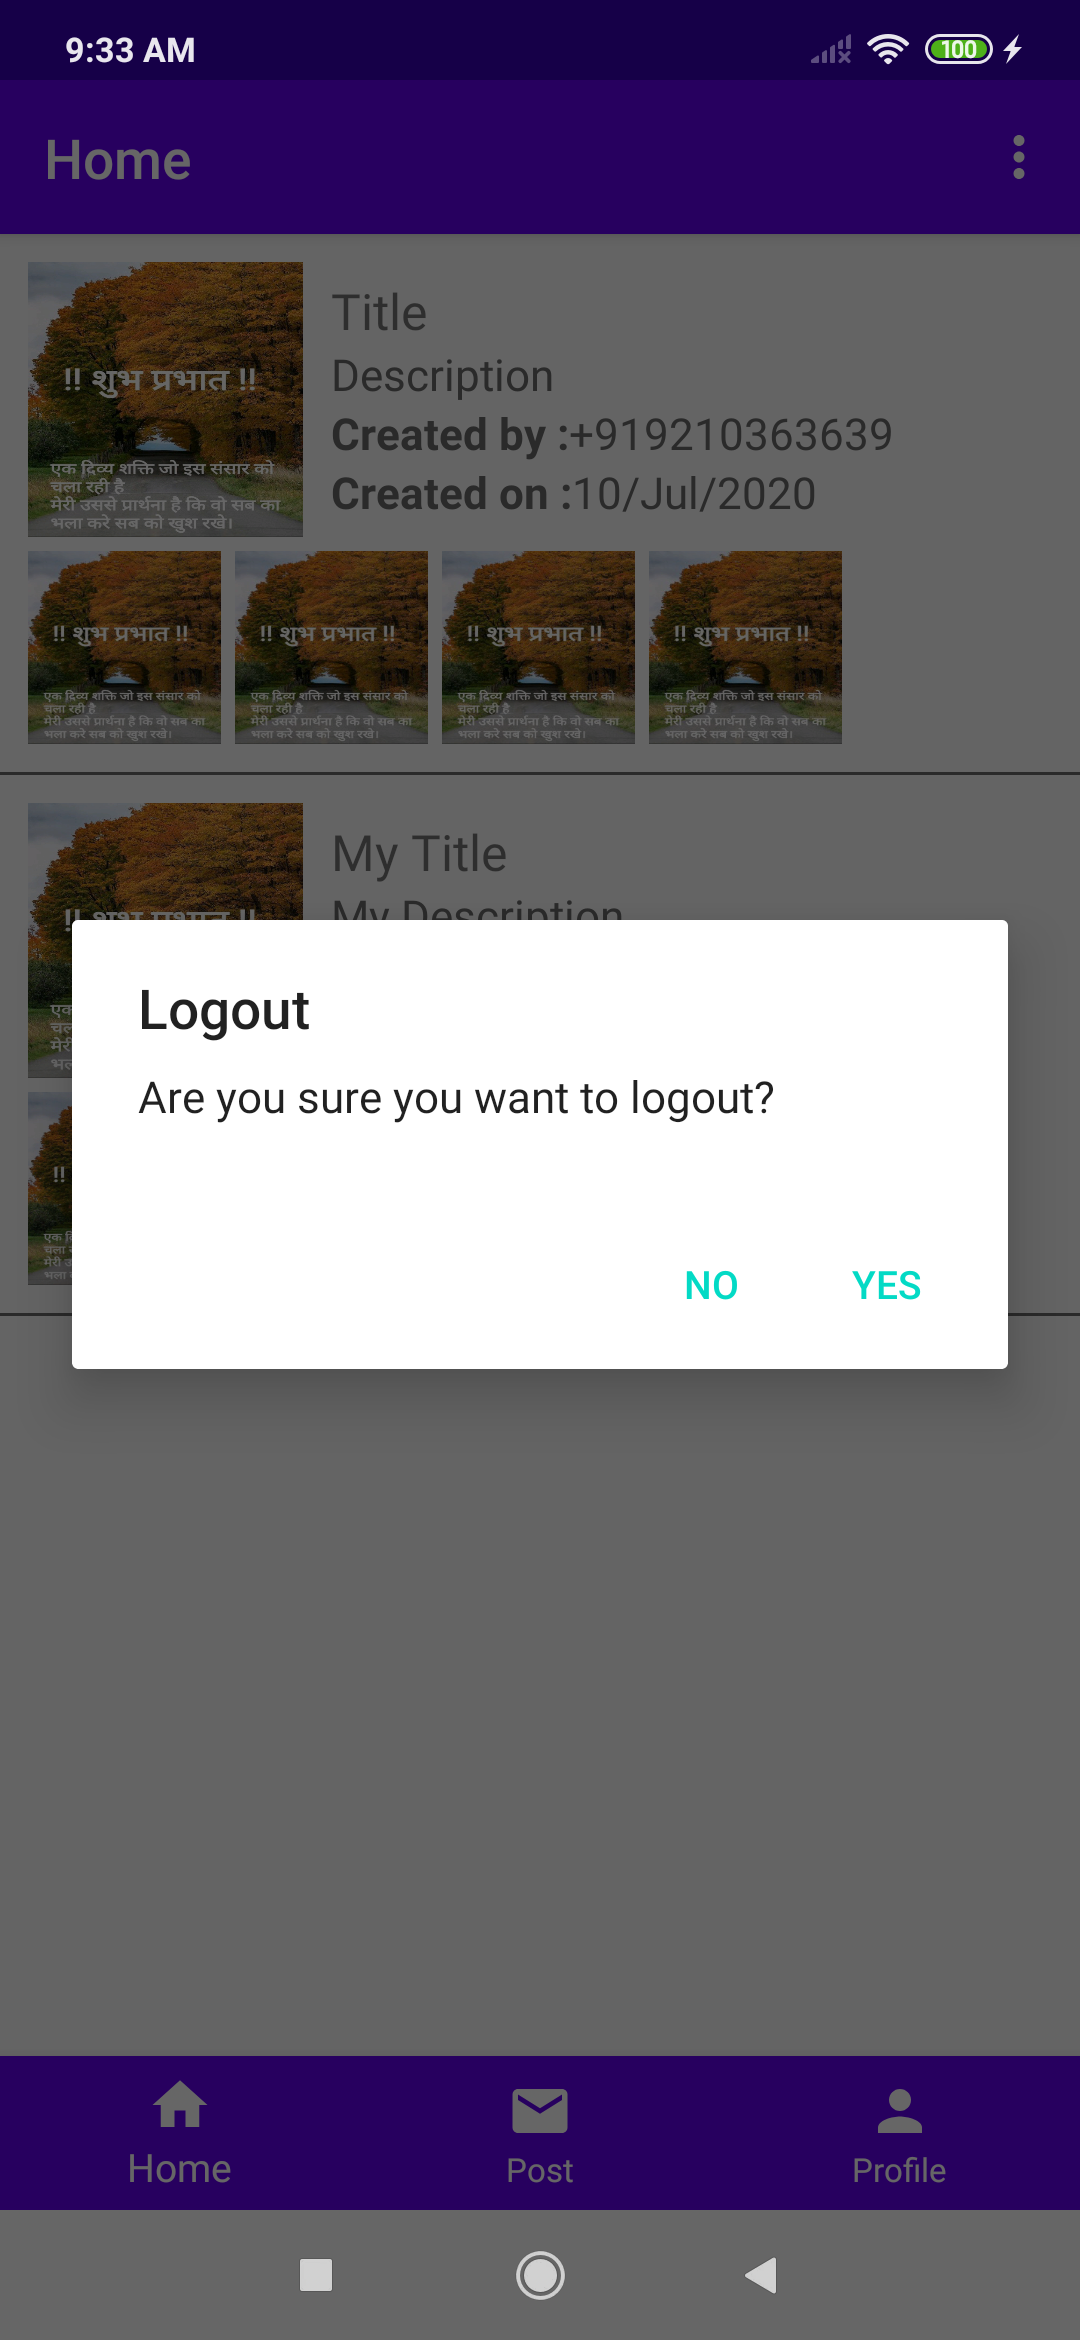 9:33 AM
100
Home
!! शुभ प्रभात !!
एक दिव्य शक्ति जो इस संसार को
चला रही है
मेरी उससे प्रार्थना है कि वो सब का
भला करे सब को खुश रखे।
Title
Description
Created by :+919210363639
Created on :10/Jul/2020
!! शुभ प्रभात !!
एक दिव्य शक्ति जो इस संसार को
चला रही है
मेरी उससे प्रार्थना है कि वो सब का
भला करे सब को खुश रखे।
!! शुभ प्रभात !!
एक दिव्य शक्ति जो इस संसार को
चला रही है
मेरी उससे प्रार्थना है कि वो सब का
भला करे सब को खुश रखे।
!! शुभ प्रभात !!
एक दिव्य शक्ति जो इस संसार को
चला रही है
मेरी उससे प्रार्थना है कि वो सब का
भला करे सब को खुश रखे।
!! शुभ प्रभात !!
एक दिव्य शक्ति जो इस संसार को
चला रही है
मेरी उससे प्रार्थना है कि वो सब का
भला करे सब को खुश रखे।
My Title
My Description
!! शुभ प्रभात !!
Logout
Are you sure you want to logout?
NO YES
!!
Home
Post
Profile